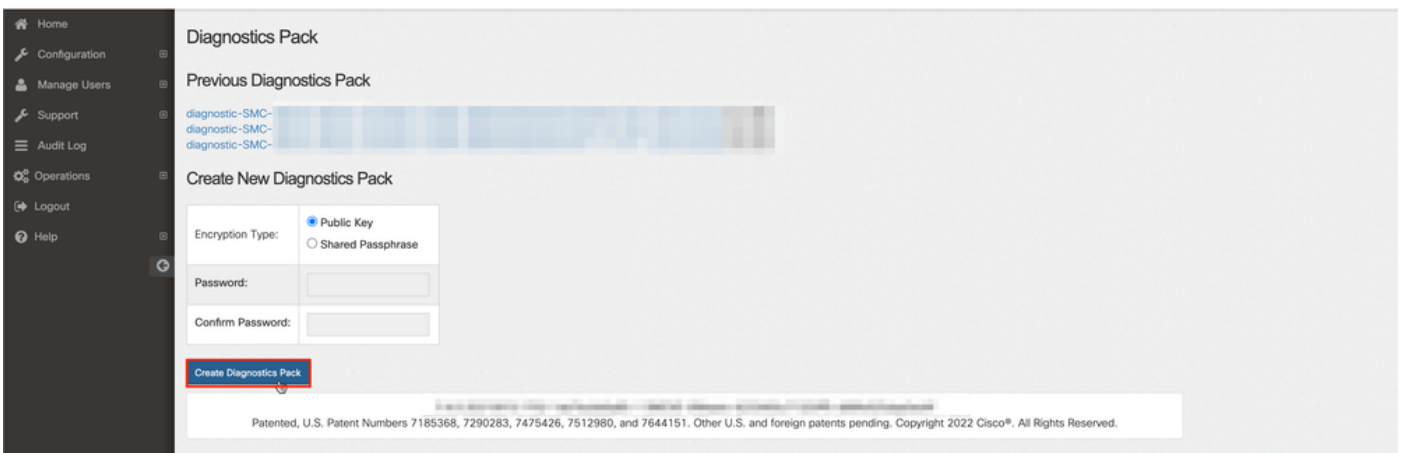 Home
Configuration
Manage Users
Support
Audit Log
Operations
Logout
Help
Diagnostics Pack
Previous Diagnostics Pack
diagnostic-SMC-
diagnostic-SMC-
diagnostic-SMC-
Create New Diagnostics Pack
Encryption Type:
Public Key
Shared Passphrase
Password:
Confirm Password:
Create Diagnostics Pack
Patented, U.S. Patent Numbers 7185368, 7290283, 7475426, 7512980, and 7644151. Other U.S. and foreign patents pending. Copyright 2022 Cisco®. All Rights Reserved.